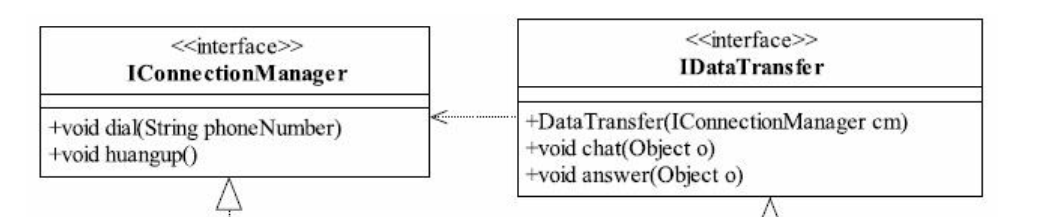 <<interface>>
IConnectionManager
+void dial(String phoneNumber)
+void huangup()
<<interface>>
IDataTransfer
+DataTransfer(IConnectionManager cm)
+void chat(Object o)
+void answer(Object o)